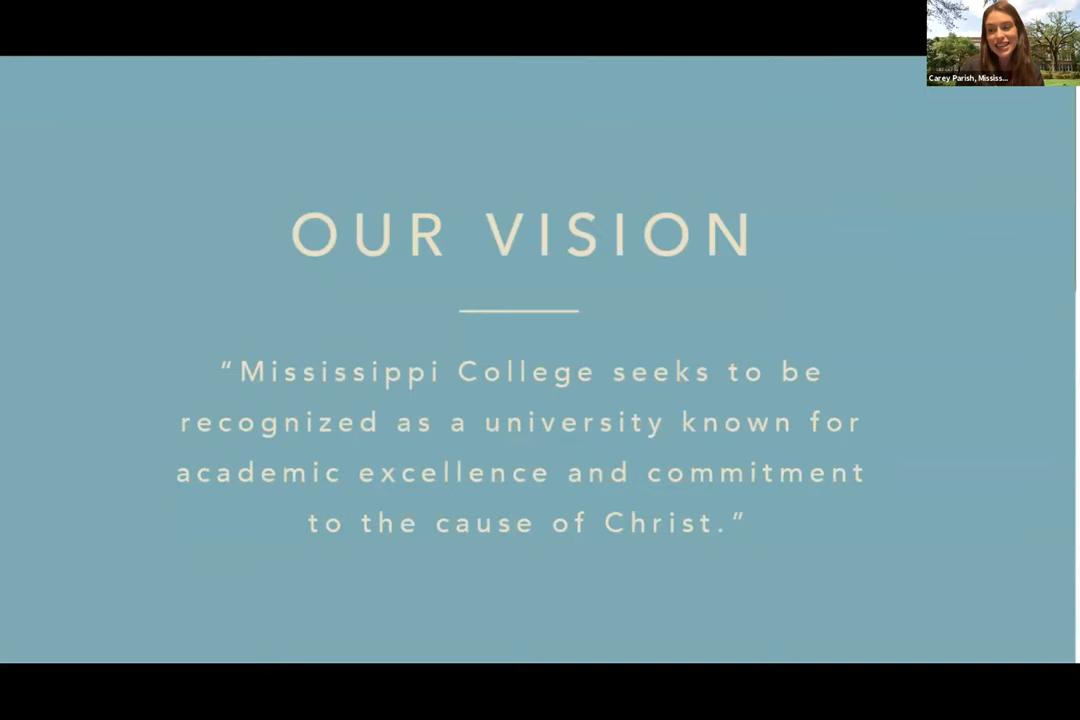 Carey Parish, Mississ...
OUR VISION
“Mississippi College seeks to be
recognized as a university known for
academic excellence and commitment
to the cause of Christ.”